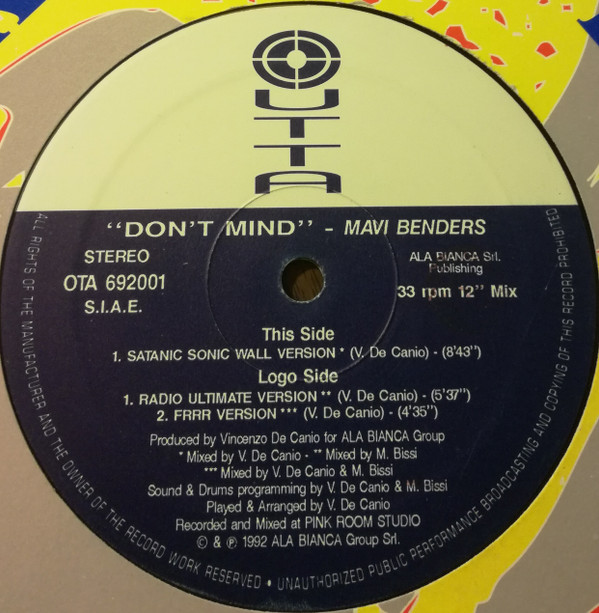 OUTTA
"DON'T MIND" - MAVI BENDERS
STEREO
OTA 692001
S.I.A.E.
ALA BIANCA Srl.
Publishing
33 rpm 12" Mix
This Side
1. SATANIC SONIC WALL VERSION * (V. De Canio) - (8'43")
Logo Side
1. RADIO ULTIMATE VERSION ** (V. De Canio) - (5'37")
2. FRRR VERSION *** (V. De Canio) - (4'35")
Produced by Vincenzo De Canio for ALA BIANCA Group
* Mixed by V. De Canio - ** Mixed by M. Bissi
*** Mixed by V. De Canio & M. Bissi
Sound & Drums programming by V. De Canio & M. Bissi
Played & Arranged by V. De Canio
Recorded and Mixed at PINK ROOM STUDIO
© & ℗ 1992 ALA BIANCA Group Srl.
ALL RIGHTS OF THE MANUFACTURER AND THE OWNER OF THE RECORD WORK RESERVED • UNAUTHORIZED PUBLIC PERFORMANCE BROADCASTING AND COPYING OF THIS RECORD PROHIBITED